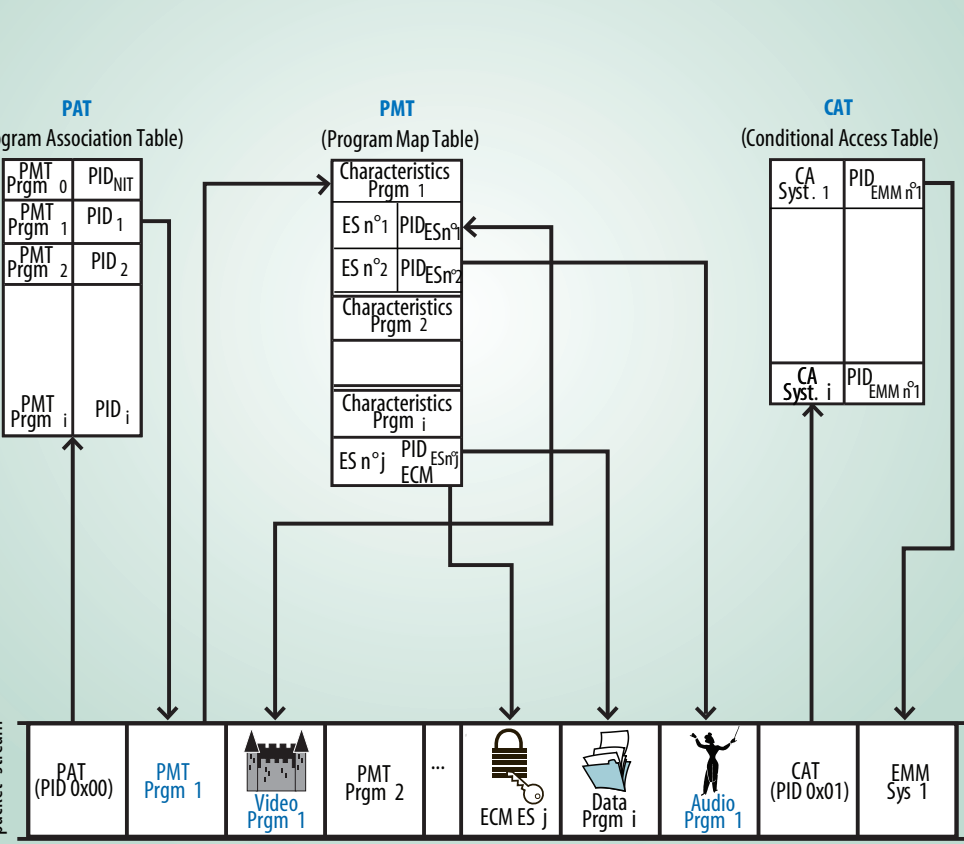 PAT
ogram Association Table)
PMT
Prgm 0
PID NIT
PMT
Prgm 1
PID 1
PMT
Prgm 2
PID 2
PMT
Prgm i
PID i
PMT
(Program Map Table)
Characteristics
Prgm 1
ES n°1
PID ESn°1
ES n°2
PID ESn°2
Characteristics
Prgm 2
Characteristics
Prgm i
ES n°j
PID ESn°j
ECM
CAT
(Conditional Access Table)
CA
Syst. 1
PID EMM n°1
CA
Syst. i
PID EMM n°1
packet stream
PAT
(PID 0x00)
PMT
Prgm 1
Video
Prgm 1
PMT
Prgm 2
...
ECM ES j
Data
Prgm i
Audio
Prgm 1
CAT
(PID 0x01)
EMM
Sys 1